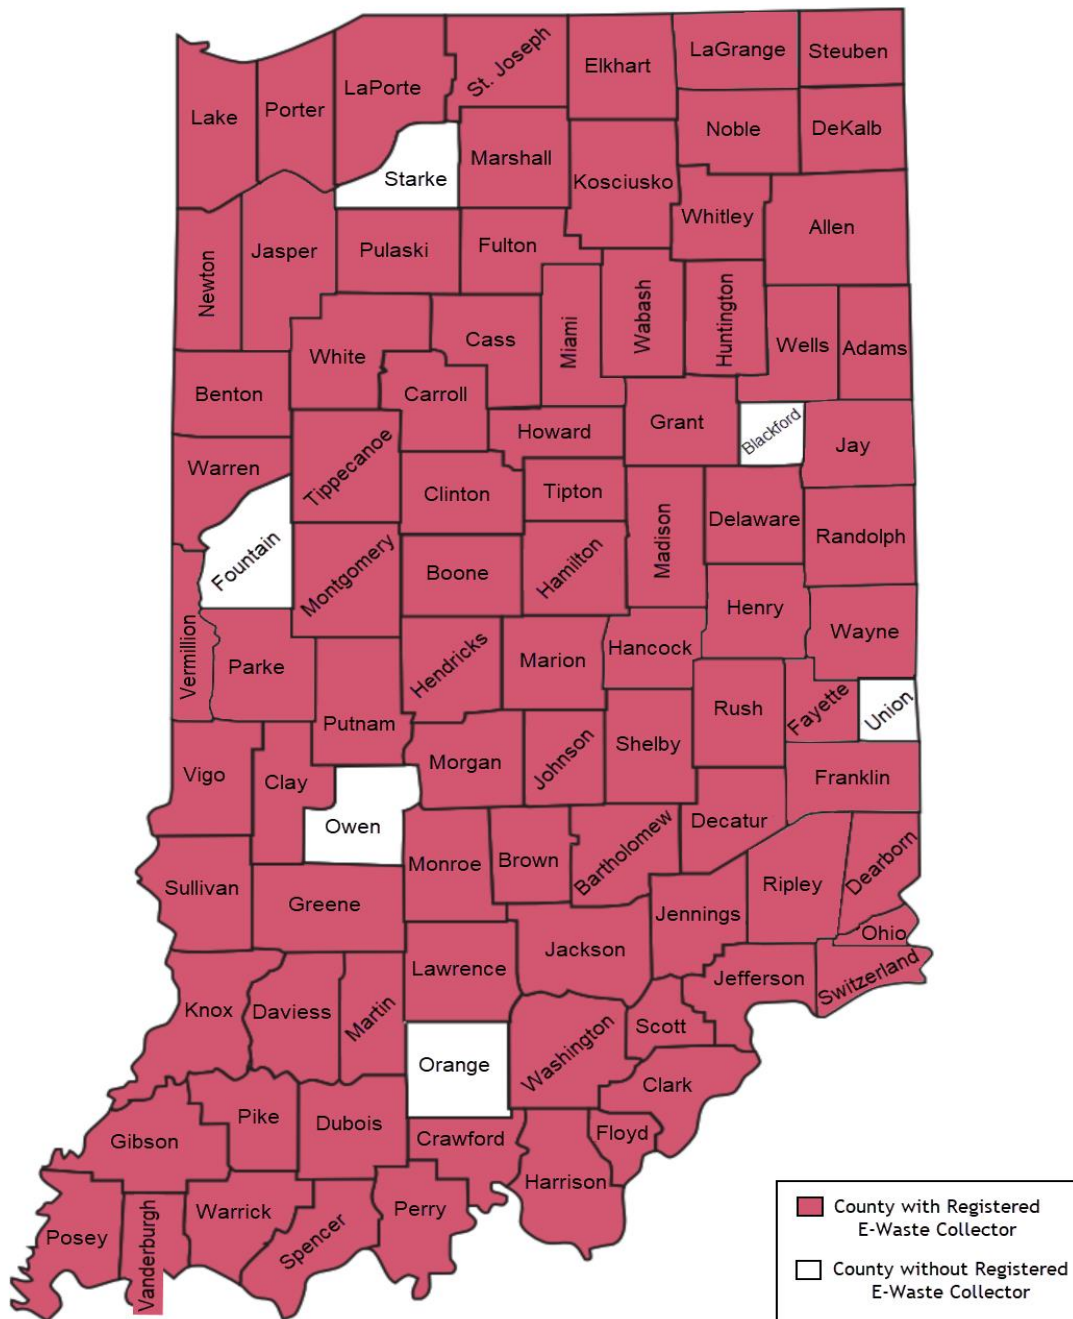 St. Joseph
LaGrange
Steuben
Elkhart
LaPorte
Lake
Porter
Noble
DeKalb
Marshall
Starke
Kosciusko
Whitley
Allen
Fulton
Jasper
Pulaski
Newton
Wabash
Huntington
Miami
Cass
White
Wells
Adams
Benton
Carroll
Grant
Blackford
Howard
Jay
Warren
Tippecanoe
Clinton
Tipton
Madison
Delaware
Randolph
Fountain
Montgomery
Boone
Hamilton
Henry
Wayne
Vermillion
Parke
Hendricks
Marion
Hancock
Rush
Fayette
Union
Putnam
Shelby
Johnson
Morgan
Vigo
Clay
Franklin
Owen
Decatur
Monroe
Brown
Bartholomew
Dearborn
Ripley
Sullivan
Greene
Jennings
Ohio
Jackson
Lawrence
Jefferson
Switzerland
Knox
Daviess
Martin
Scott
Washington
Orange
Clark
Pike
Dubois
Gibson
Crawford
Floyd
Harrison
Perry
Warrick
Spencer
Posey
Vanderburgh
County with Registered
E-Waste Collector
County without Registered
E-Waste Collector